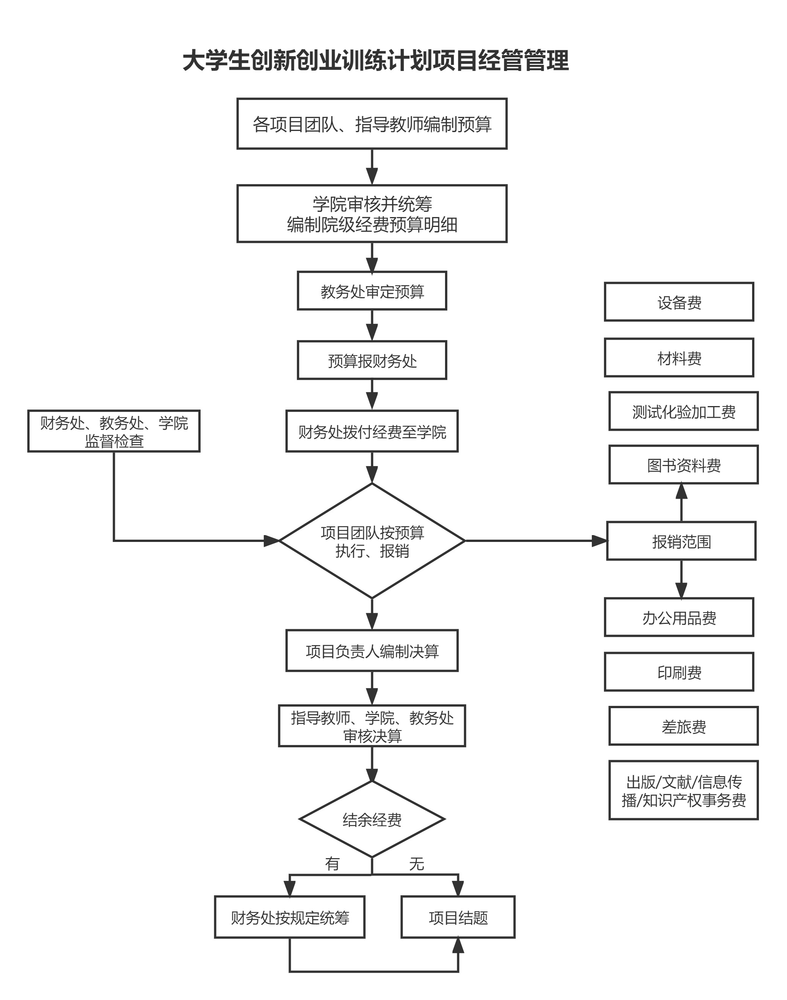 大学生创新创业训练计划项目经管管理
各项目团队、指导教师编制预算
学院审核并统筹
编制院级经费预算明细
教务处审定预算
预算报财务处
财务处、教务处、学院
监督检查
财务处拨付经费至学院
项目团队按预算
执行、报销
设备费
材料费
测试化验加工费
图书资料费
报销范围
办公用品费
印刷费
差旅费
出版/文献/信息传
播/知识产权事务费
项目负责人编制决算
指导教师、学院、教务处
审核决算
结余经费
有
无
财务处按规定统筹
项目结题